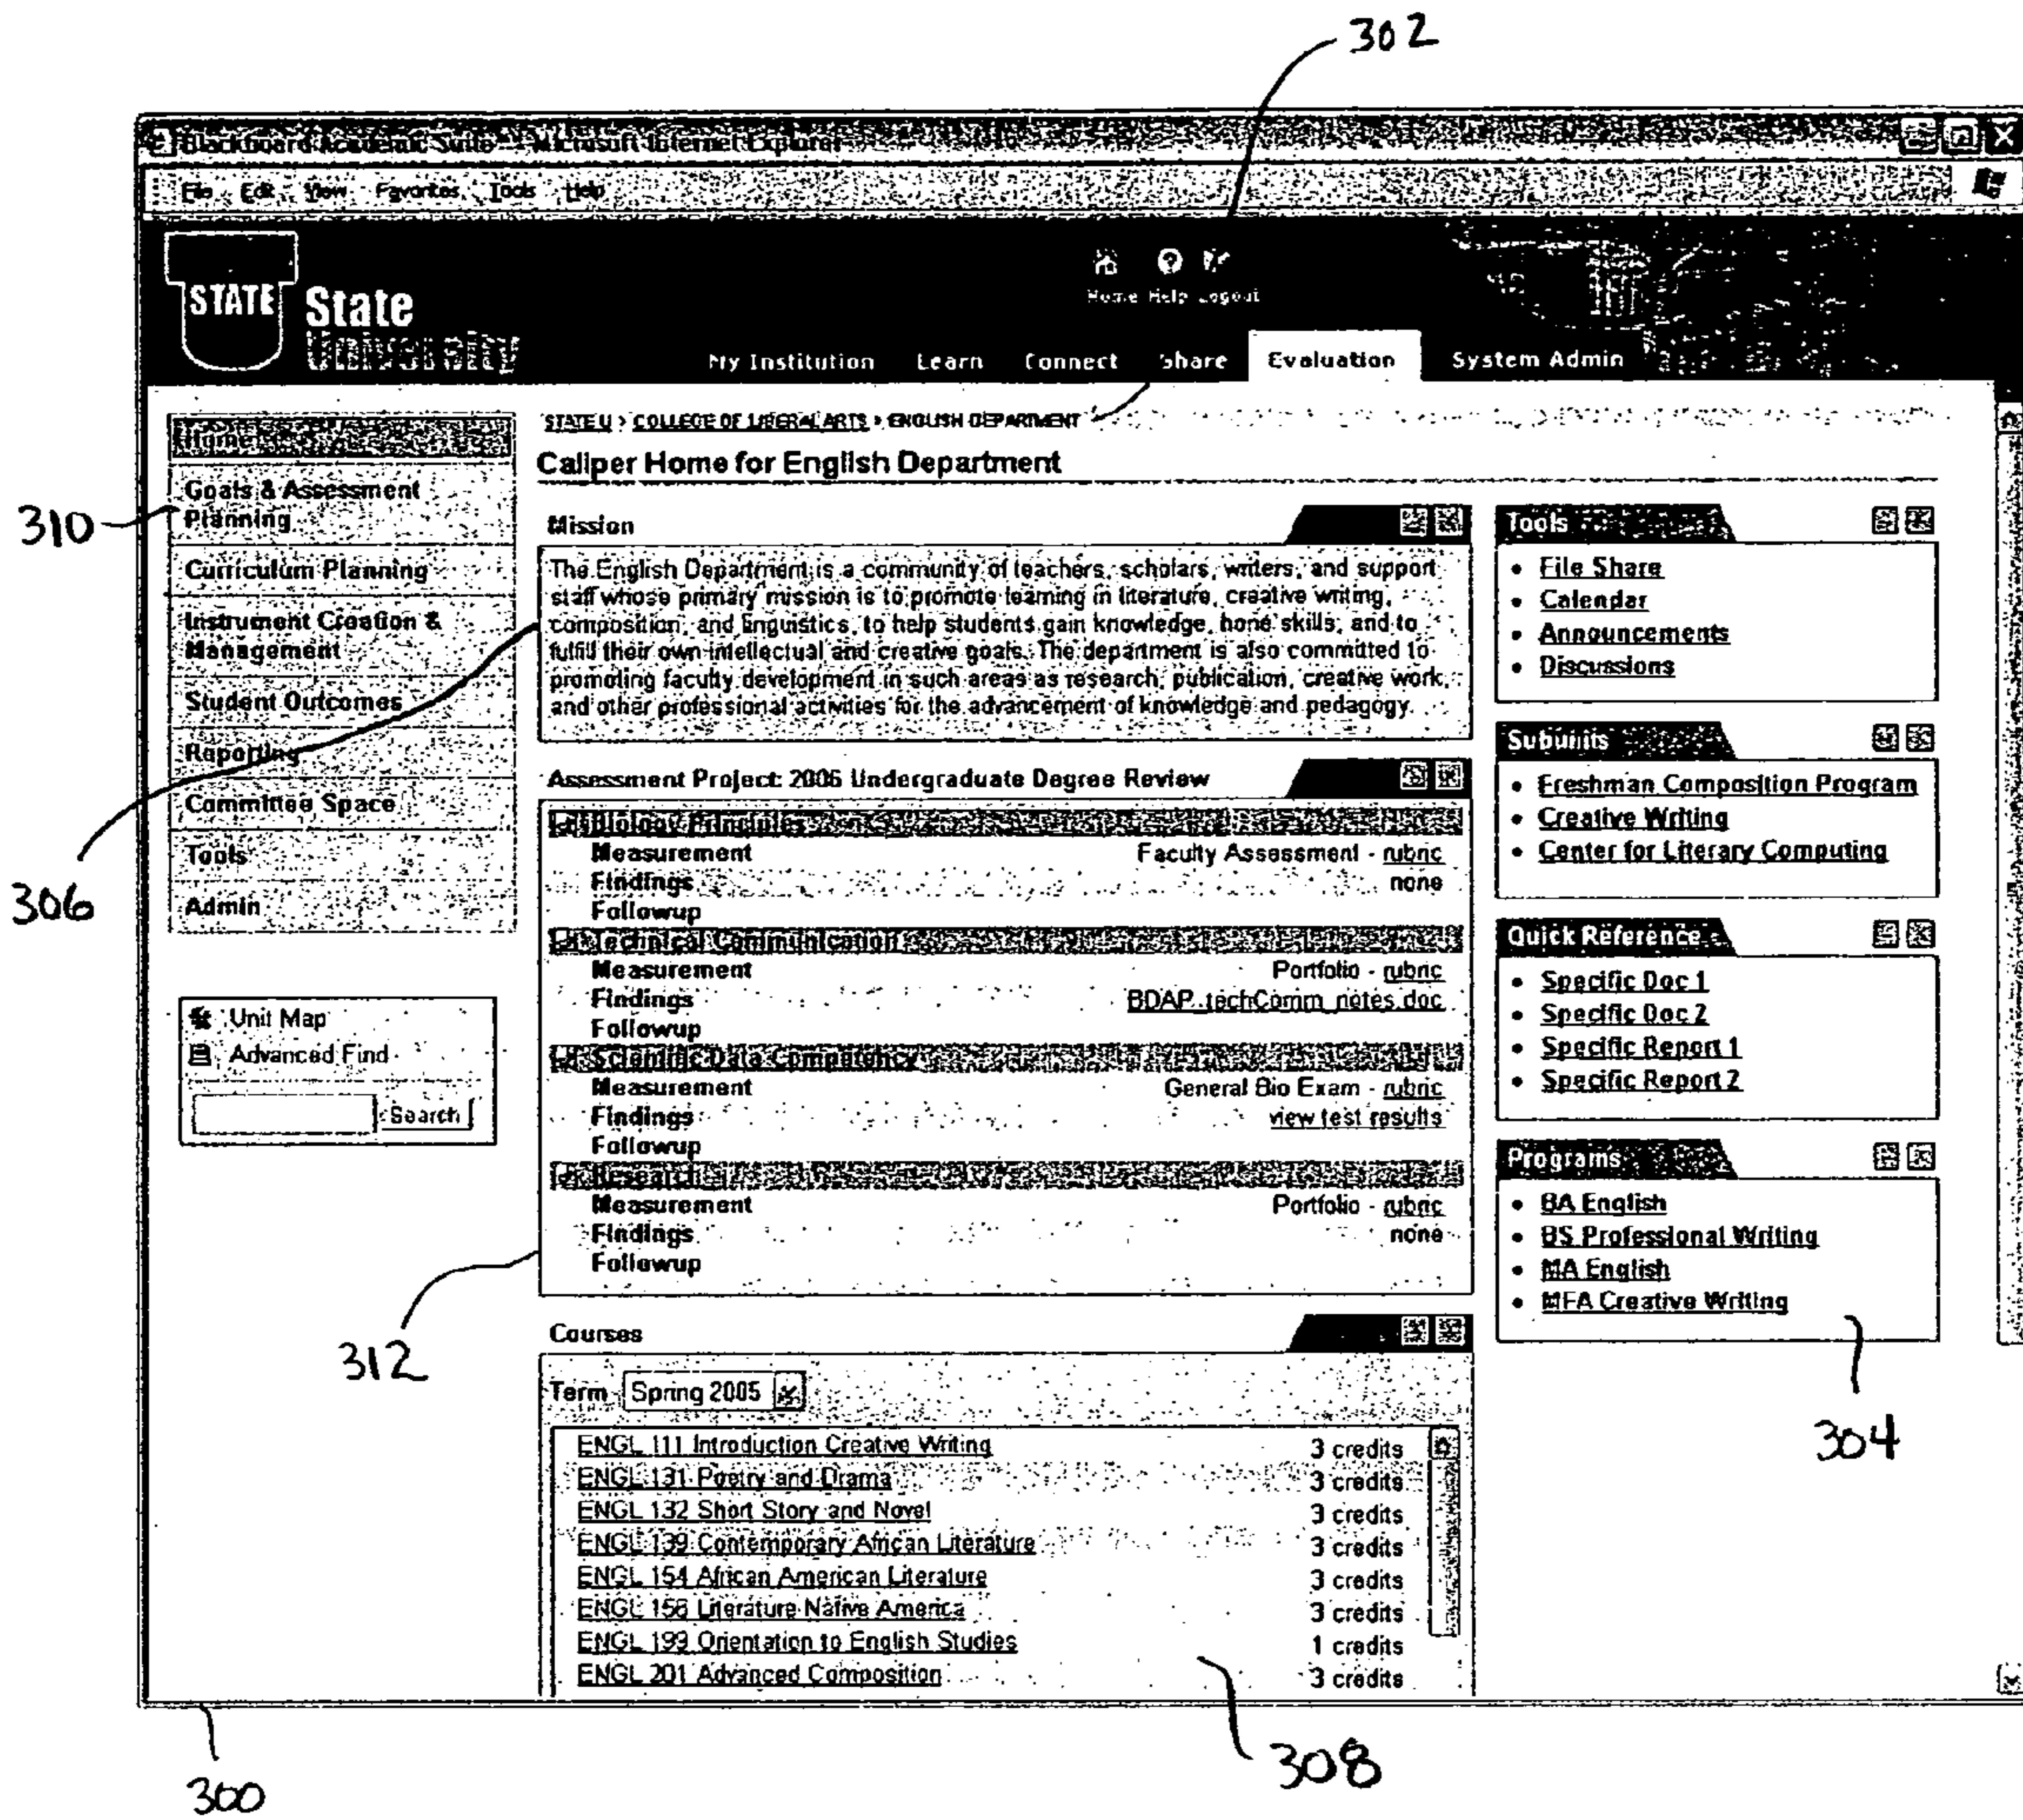 302
Blackboard Academic Suite - Microsoft Internet Explorer
File Edit View Favorites Tools Help
STATE
State
University
Home Help Logout
My Institution Learn Connect Share Evaluation System Admin
STATE U > COLLEGE OF LIBERAL ARTS > ENGLISH DEPARTMENT
Caliper Home for English Department
310
Home
Goals & Assessment
Planning
Curriculum Planning
Instrument Creation &
Management
Student Outcomes
Reporting
Committee Space
Tools
Admin
306
Unit Map
Advanced Find
Search
Mission
The English Department is a community of teachers, scholars, writers, and support
staff whose primary mission is to promote learning in literature, creative writing,
composition, and linguistics, to help students gain knowledge, hone skills, and to
fulfill their own intellectual and creative goals. The department is also committed to
promoting faculty development in such areas as research, publication, creative work,
and other professional activities for the advancement of knowledge and pedagogy.
Assessment Project: 2006 Undergraduate Degree Review
Biology Principles
Measurement Faculty Assessment - rubric
Findings none
Followup
Technical Communication
Measurement Portfolio - rubric
Findings BDAP_techComm_notes.doc
Followup
Scientific Data Competency
Measurement General Bio Exam - rubric
Findings view test results
Followup
Research
Measurement Portfolio - rubric
Findings none
Followup
312
Courses
Term Spring 2005
ENGL 111 Introduction Creative Writing 3 credits
ENGL 131 Poetry and Drama 3 credits
ENGL 132 Short Story and Novel 3 credits
ENGL 139 Contemporary African Literature 3 credits
ENGL 154 African American Literature 3 credits
ENGL 156 Literature Native America 3 credits
ENGL 199 Orientation to English Studies 1 credits
ENGL 201 Advanced Composition 3 credits
Tools
File Share
Calendar
Announcements
Discussions
Subunits
Freshman Composition Program
Creative Writing
Center for Literary Computing
Quick Reference
Specific Doc 1
Specific Doc 2
Specific Report 1
Specific Report 2
Programs
BA English
BS Professional Writing
MA English
MFA Creative Writing
304
308
300